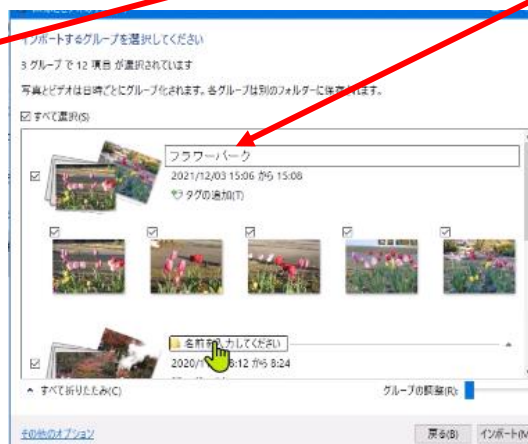 インポートするグループを選択してください
3 グループ で 12 項目 が選択されています
写真とビデオは日時ごとにグループ化されます。各グループは別のフォルダーに保存されます。
すべて選択(S)
フラワーパーク
2021/12/03 15:06 から 15:08
タグの追加(T)
名前を入力してください
8:12 から 8:24
すべて折りたたみ(C)
グループの調整(R):
その他のオプション
戻る(B)
インポート(M